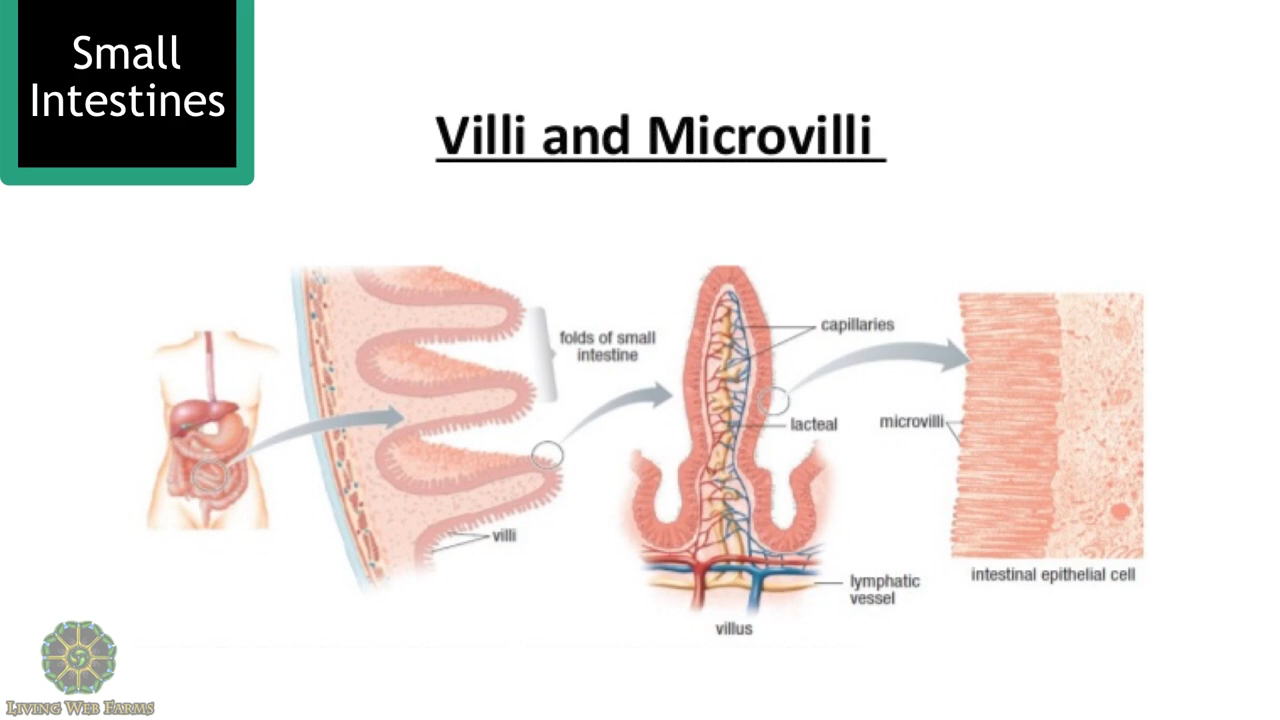 Small
Intestines
Villi and Microvilli
folds of small
intestine
villi
capillaries
lacteal
lymphatic
vessel
villus
microvilli
intestinal epithelial cell
Living Web Farms